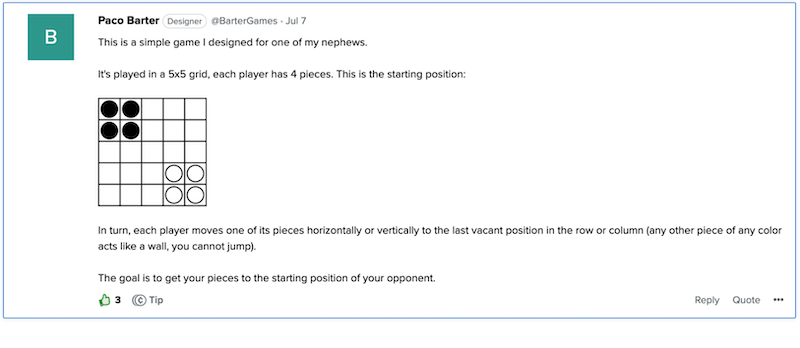 B
Paco Barter Designer @BarterGames - Jul 7
This is a simple game I designed for one of my nephews.
It's played in a 5x5 grid, each player has 4 pieces. This is the starting position:
In turn, each player moves one of its pieces horizontally or vertically to the last vacant position in the row or column (any other piece of any color
acts like a wall, you cannot jump).
The goal is to get your pieces to the starting position of your opponent.
3 Tip Reply Quote